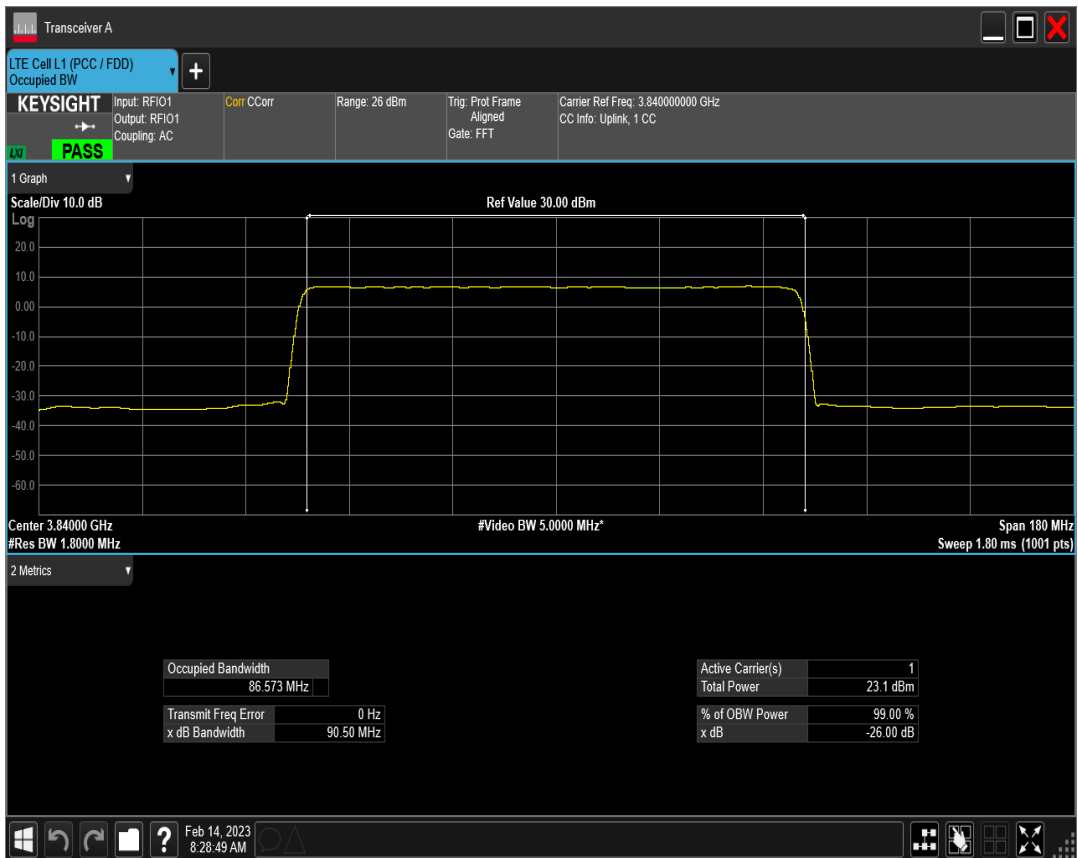 Transceiver A
LTE Cell L1 (PCC / FDD)
Occupied BW
+
KEYSIGHT
LXI
PASS
Input: RFIO1
Output: RFIO1
Coupling: AC
Corr CCorr
Range: 26 dBm
Trig: Prot Frame
Aligned
Gate: FFT
Carrier Ref Freq: 3.840000000 GHz
CC Info: Uplink, 1 CC
1 Graph
Scale/Div 10.0 dB
Ref Value 30.00 dBm
Log
20.0
10.0
0.00
-10.0
-20.0
-30.0
-40.0
-50.0
-60.0
Center 3.84000 GHz
#Video BW 5.0000 MHz*
Span 180 MHz
#Res BW 1.8000 MHz
Sweep 1.80 ms (1001 pts)
2 Metrics
Occupied Bandwidth
86.573 MHz
Transmit Freq Error 0 Hz
x dB Bandwidth 90.50 MHz
Active Carrier(s) 1
Total Power 23.1 dBm
% of OBW Power 99.00 %
x dB -26.00 dB
?
Feb 14, 2023
8:28:49 AM